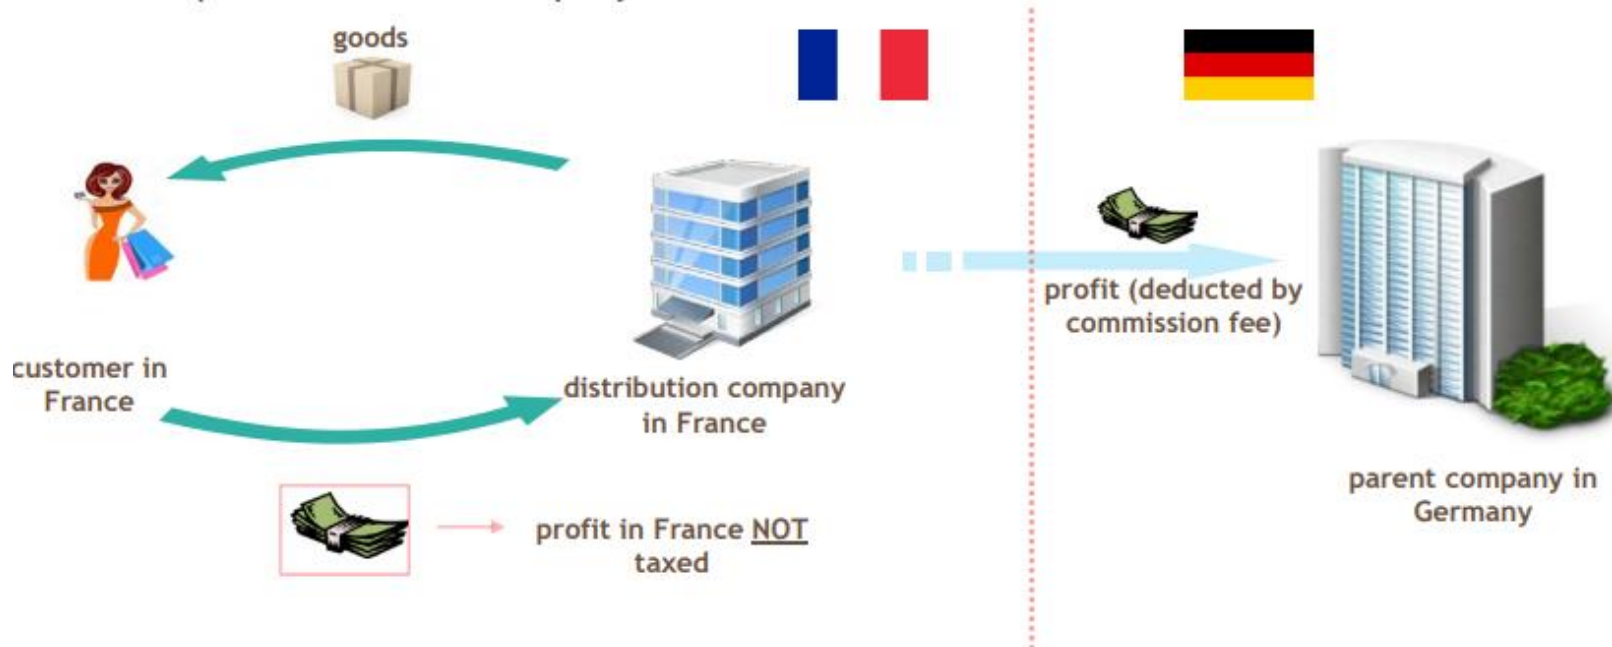 goods
profit (deducted by
commission fee)
customer in
France
distribution company
in France
parent company in
Germany
profit in France NOT
taxed